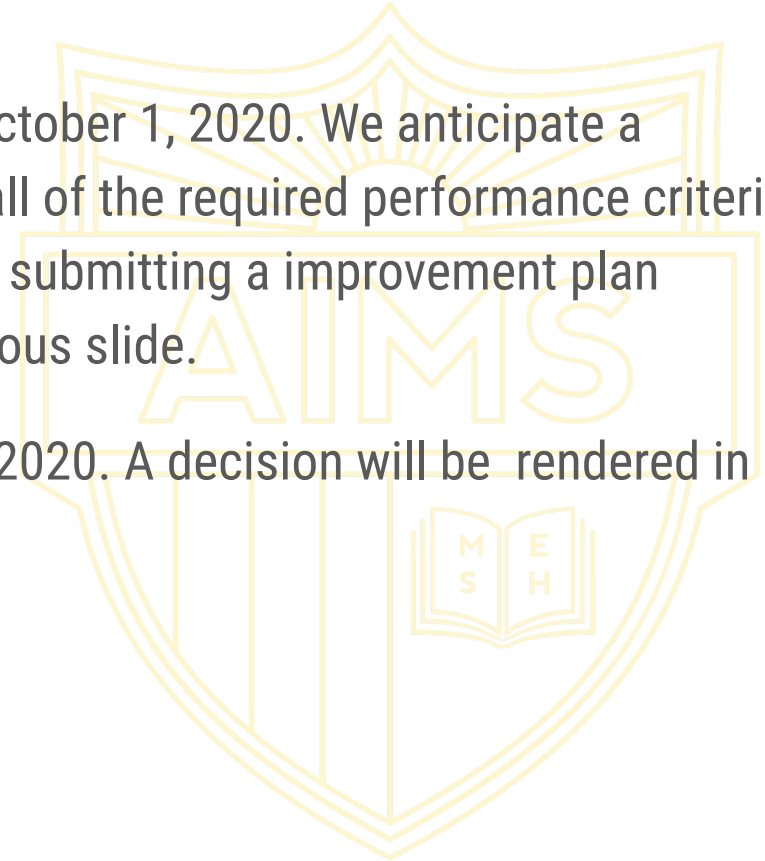 ctober 1, 2020. We anticipate a
all of the required performance criteri
submitting a improvement plan
ous slide.
2020. A decision will be rendered in
AIMS
M E
S H